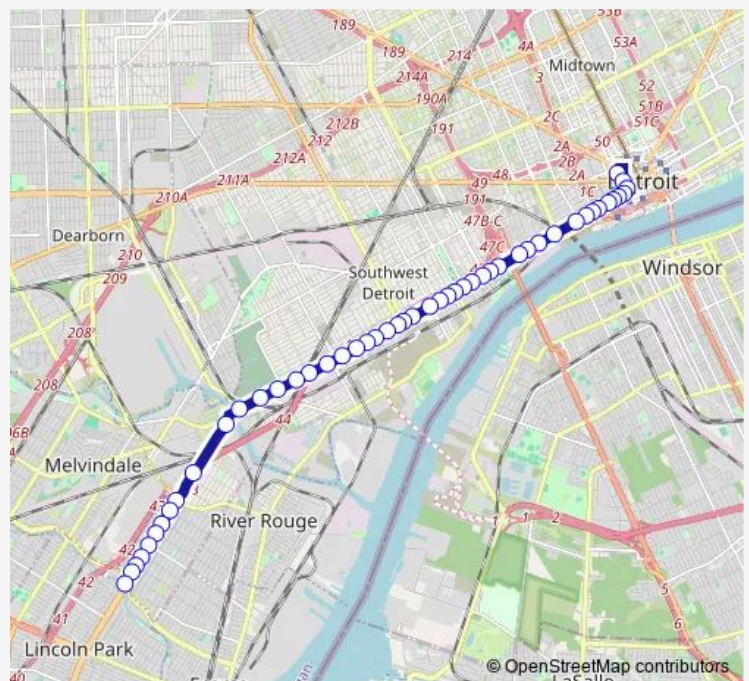 189
53B
189
214
4A
53A
Midtown
214A
3
52
190A
51B
212B
2C
51C
191
212
50
212A
2A
2B
48
211A
49
2A
1C
210A
191
47B-C
Dearborn
210
47C
209
Southwest
Detroit
Windsor
208
208
44
Melvindale
River Rouge
1
1
2
42
42
5
41
6
Lincoln Park
40
© OpenStreetMap contributors
LaSalle